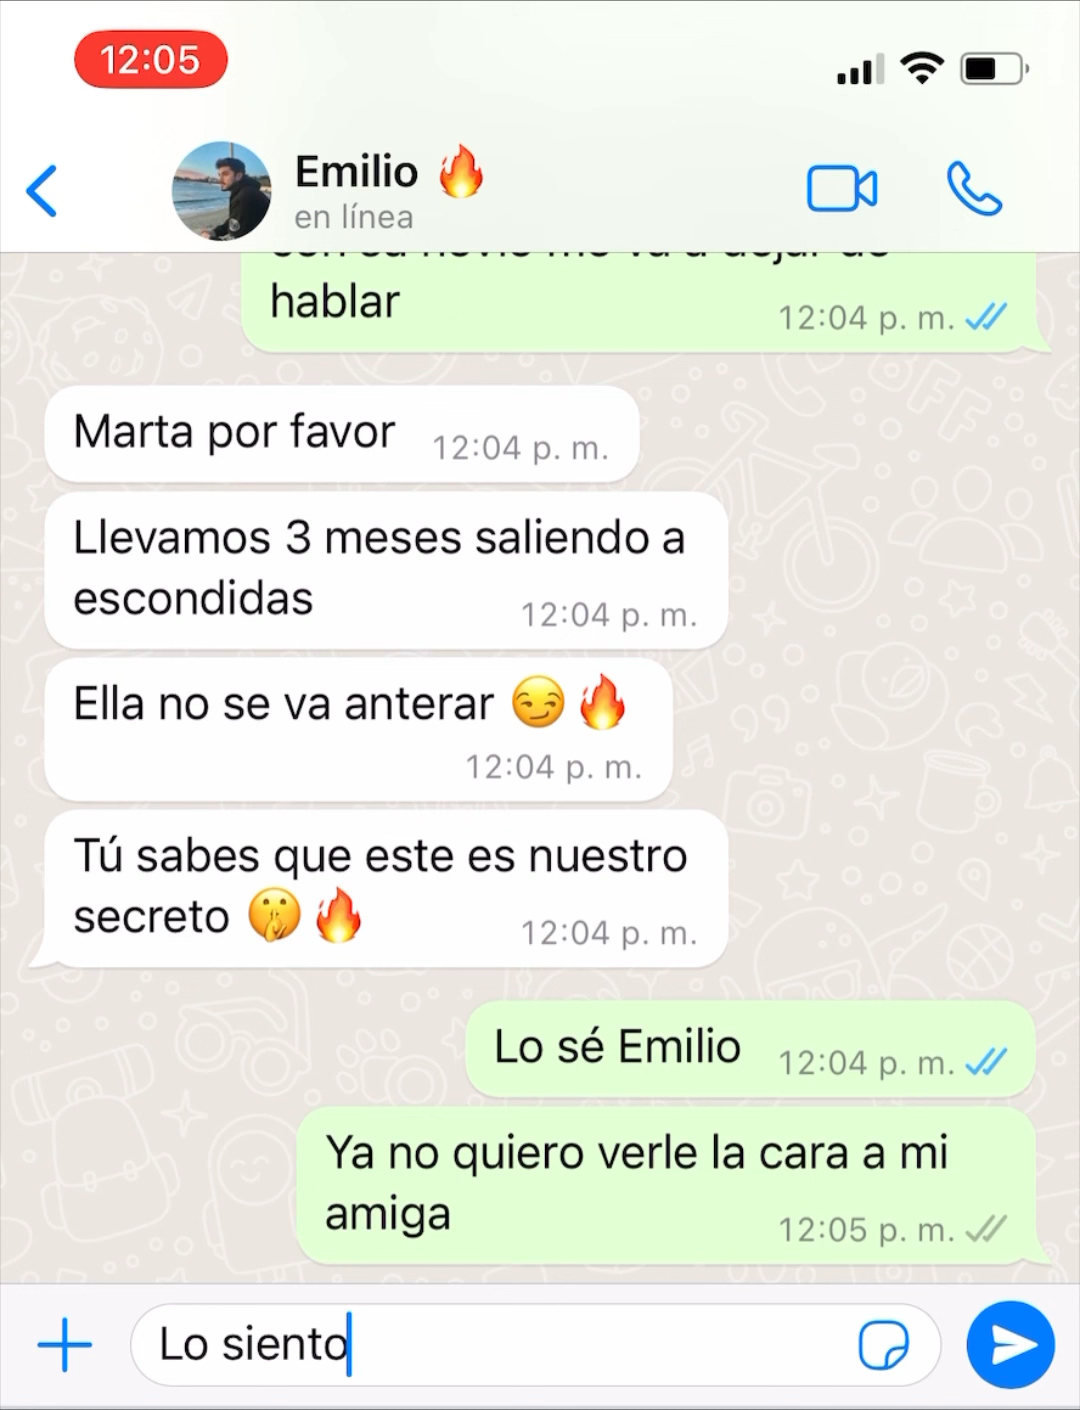 12:05
Emilio 🔥
en línea
hablar
12:04 p. m.
Marta por favor
12:04 p. m.
Llevamos 3 meses saliendo a
escondidas
12:04 p. m.
Ella no se va anterar 😏🔥
12:04 p. m.
Tú sabes que este es nuestro
secreto 🤫🔥
12:04 p. m.
Lo sé Emilio
12:04 p. m.
Ya no quiero verle la cara a mi
amiga
12:05 p. m.
Lo siento